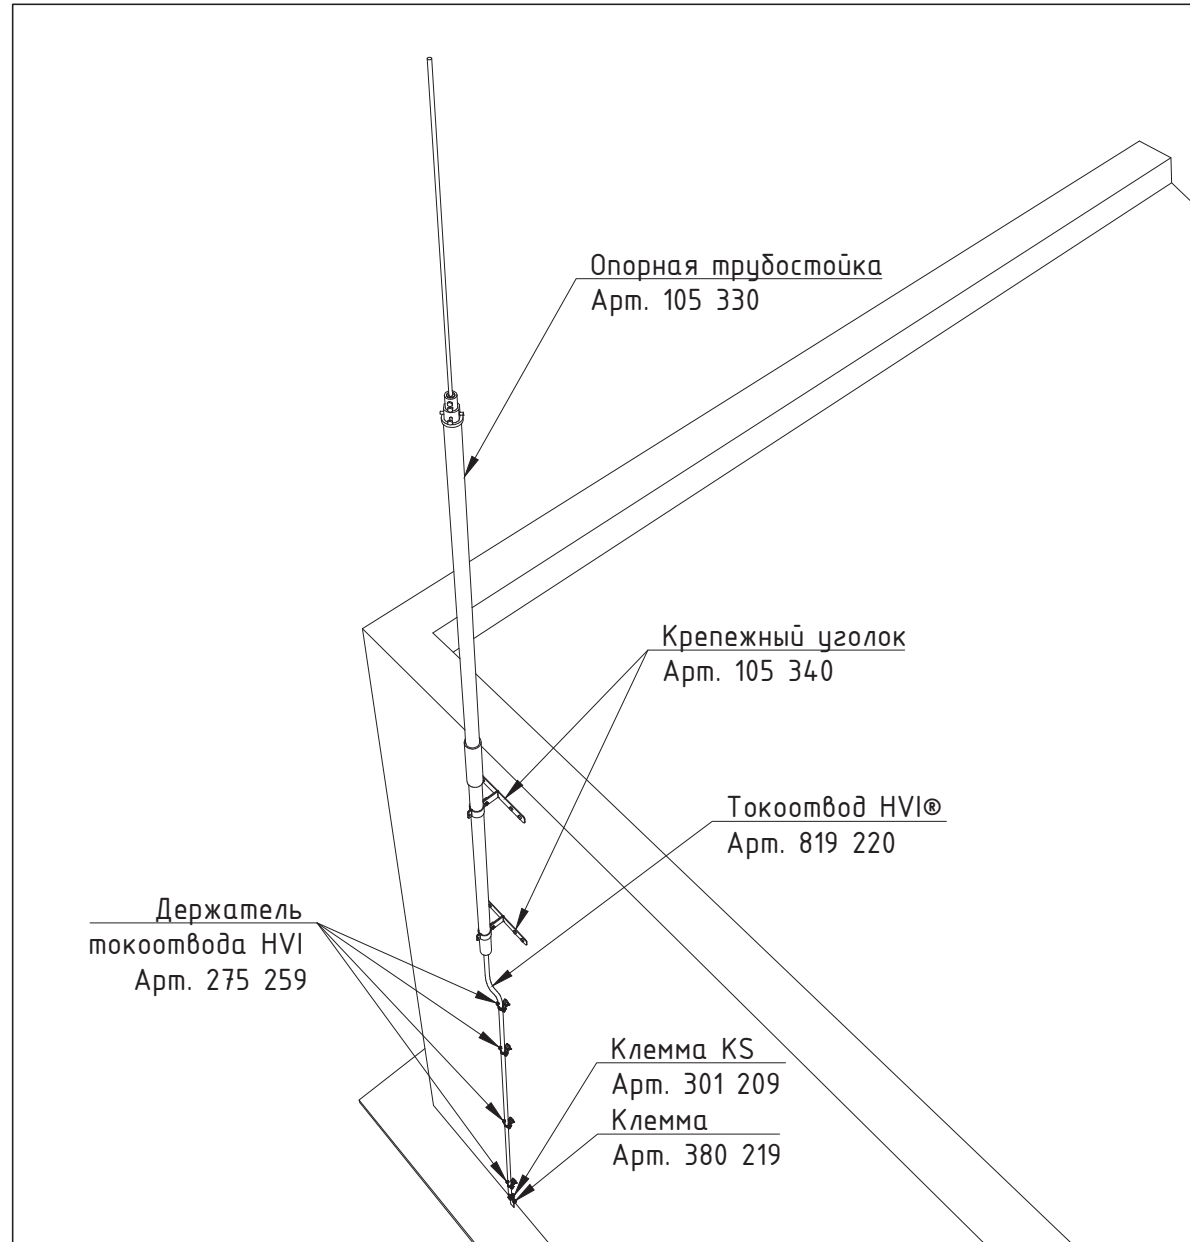 Опорная трубостойка
Арт. 105 330
Крепежный уголок
Арт. 105 340
Токоотвод HVI®
Арт. 819 220
Держатель
токоотвода HVI
Арт. 275 259
Клемма KS
Арт. 301 209
Клемма
Арт. 380 219